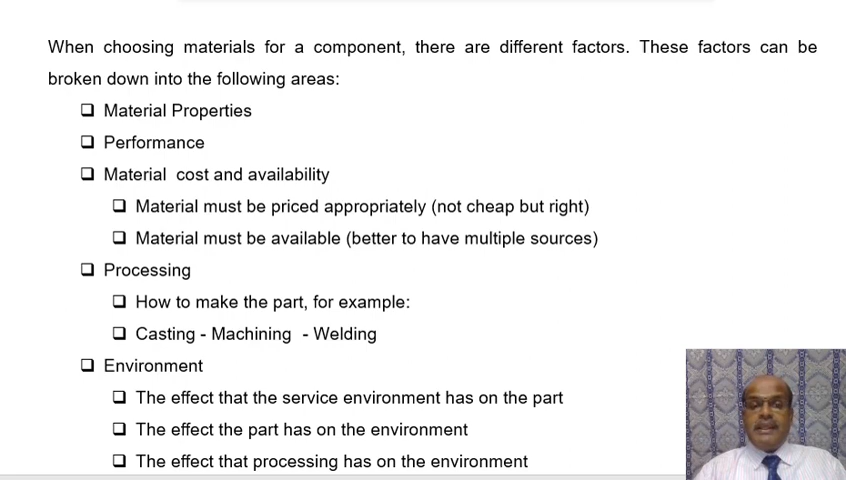 When choosing materials for a component, there are different factors. These factors can be
broken down into the following areas:
Material Properties
Performance
Material cost and availability
Material must be priced appropriately (not cheap but right)
Material must be available (better to have multiple sources)
Processing
How to make the part, for example:
Casting - Machining - Welding
Environment
The effect that the service environment has on the part
The effect the part has on the environment
The effect that processing has on the environment